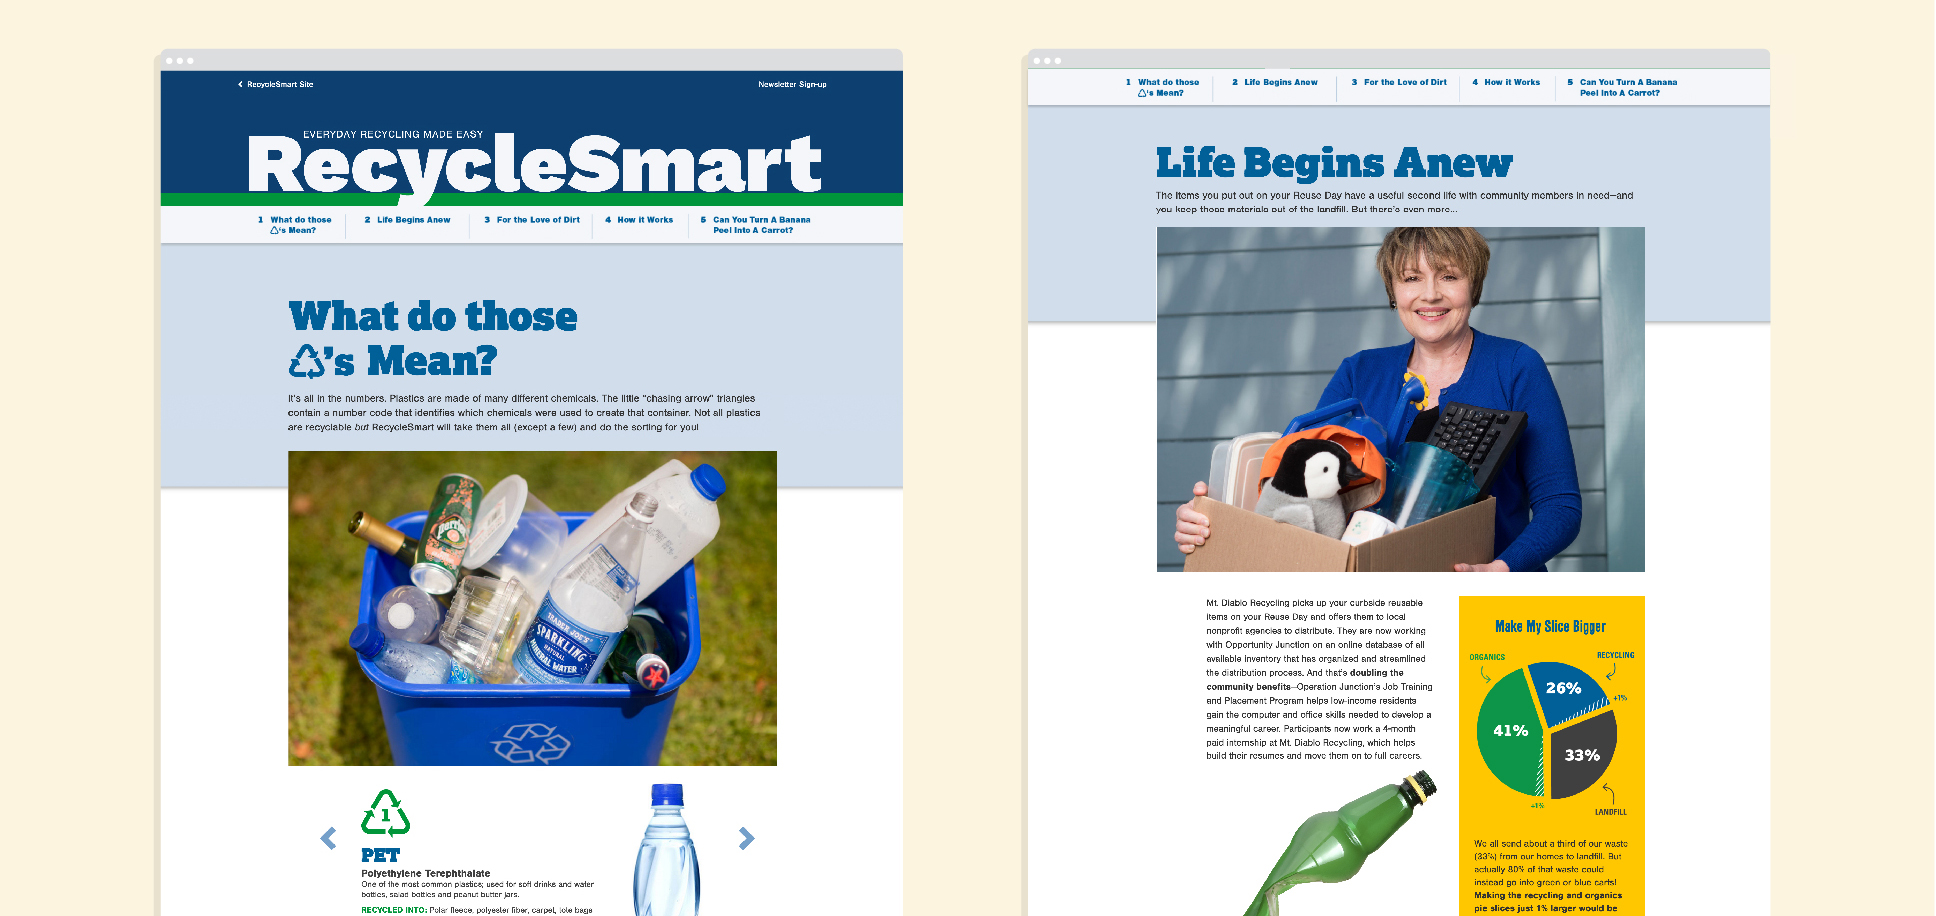 RecycleSmart Site
Newsletter Sign-up
EVERYDAY RECYCLING MADE EASY
RecycleSmart
1 What do those
's Mean?
2 Life Begins Anew
3 For the Love of Dirt
4 How it Works
5 Can You Turn A Banana
Peel Into A Carrot?
What do those
's Mean?
It's all in the numbers. Plastics are made of many different chemicals. The little "chasing arrow" triangles
contain a number code that identifies which chemicals were used to create that container. Not all plastics
are recyclable but RecycleSmart will take them all (except a few) and do the sorting for you!
Perrier
TRADER JOE'S
SPARKLING
NATURAL
MINERAL WATER
1
PET
Polyethylene Terephthalate
One of the most common plastics; used for soft drinks and water
bottles, salad bottles and peanut butter jars.
RECYCLED INTO: Polar fleece, polyester fiber, carpet, tote bags
1 What do those
's Mean?
2 Life Begins Anew
3 For the Love of Dirt
4 How it Works
5 Can You Turn A Banana
Peel Into A Carrot?
Life Begins Anew
The items you put out on your Reuse Day have a useful second life with community members in need—and
you keep those materials out of the landfill. But there's even more...
Mt. Diablo Recycling picks up your curbside reusable
items on your Reuse Day and offers them to local
nonprofit agencies to distribute. They are now working
with Opportunity Junction on an online database of all
available inventory that has organized and streamlined
the distribution process. And that's doubling the
community benefits—Operation Junction's Job Training
and Placement Program helps low-income residents
gain the computer and office skills needed to develop a
meaningful career. Participants now work a 4-month
paid internship at Mt. Diablo Recycling, which helps
build their resumes and move them on to full careers.
Make My Slice Bigger
ORGANICS
RECYCLING
26%
+1%
41%
33%
+1%
LANDFILL
We all send about a third of our waste
(33%) from our homes to landfill. But
actually 80% of that waste could
instead go into green or blue carts!
Making the recycling and organics
pie slices just 1% larger would be